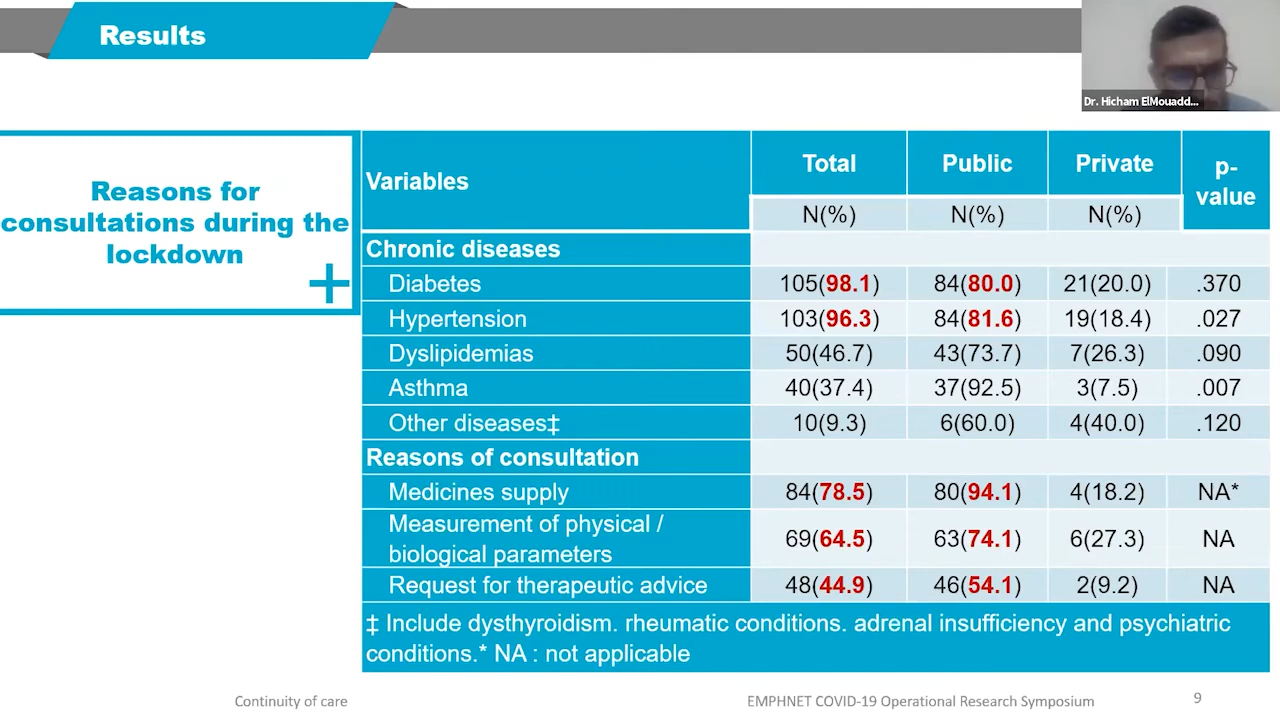 Results
Dr. Hicham ElMouadd...
Reasons for
consultations during the
lockdown
+
Variables Total Public Private p-
value
N(%) N(%) N(%)
Chronic diseases
Diabetes 105(98.1) 84(80.0) 21(20.0) .370
Hypertension 103(96.3) 84(81.6) 19(18.4) .027
Dyslipidemias 50(46.7) 43(73.7) 7(26.3) .090
Asthma 40(37.4) 37(92.5) 3(7.5) .007
Other diseases‡ 10(9.3) 6(60.0) 4(40.0) .120
Reasons of consultation
Medicines supply 84(78.5) 80(94.1) 4(18.2) NA*
Measurement of physical /
biological parameters 69(64.5) 63(74.1) 6(27.3) NA
Request for therapeutic advice 48(44.9) 46(54.1) 2(9.2) NA
‡ Include dysthyroidism. rheumatic conditions. adrenal insufficiency and psychiatric
conditions.* NA : not applicable
Continuity of care EMPHNET COVID-19 Operational Research Symposium 9